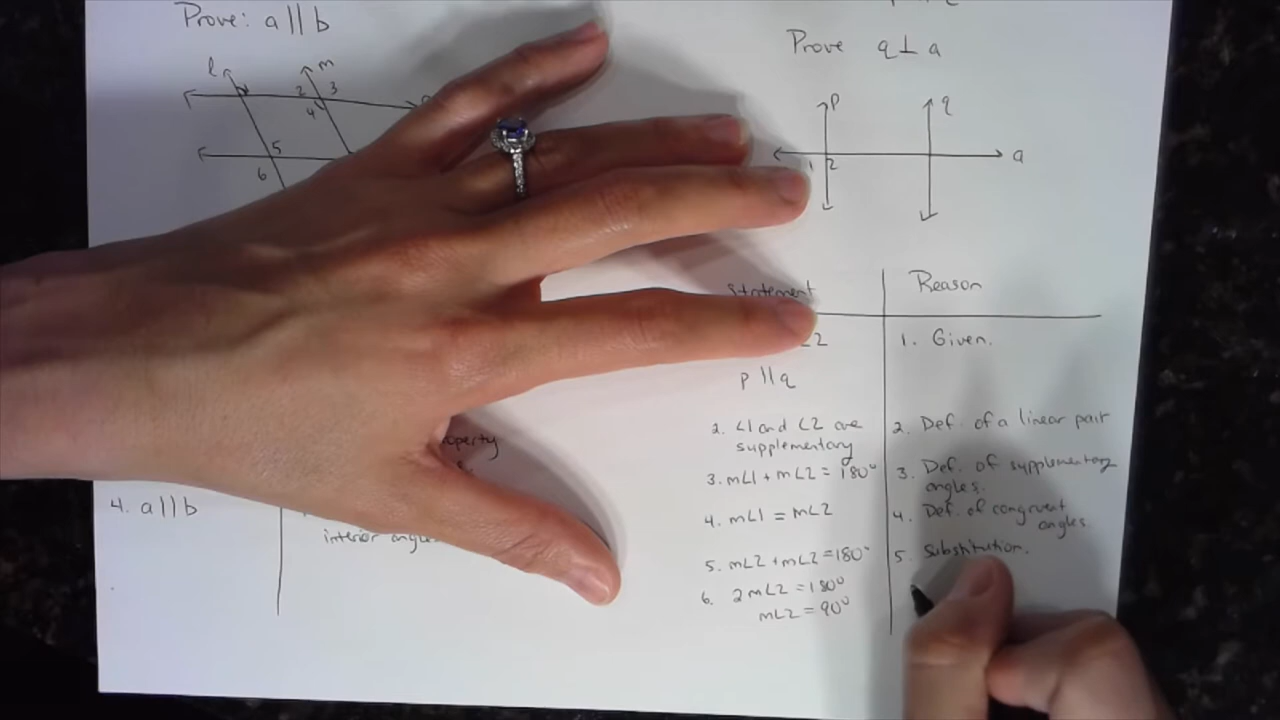 Prove: a || b
l
m
2 3
4
5
6
4. a || b
interior
Prove q ⊥ a
p
q
a
1 2
Statement
Reason
∠2
1. Given.
p || q
2. ∠1 and ∠2 are
supplementary
2. Def. of a linear pair
3. m∠1 + m∠2 = 180°
3. Def. of supplementary
angles.
4. m∠1 = m∠2
4. Def. of congruent
angles.
5. m∠2 + m∠2 = 180°
5. Substitution.
6. 2m∠2 = 180°
m∠2 = 90°